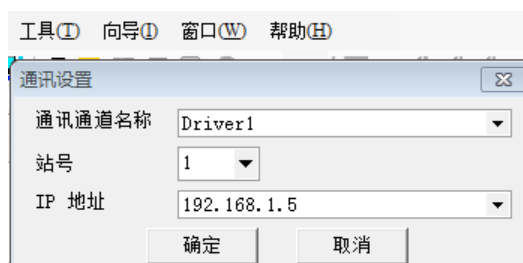 工具(T) 向导(I) 窗口(W) 帮助(H)
通讯设置
通讯通道名称 Driver1
站号 1
IP 地址 192.168.1.5
确定 取消